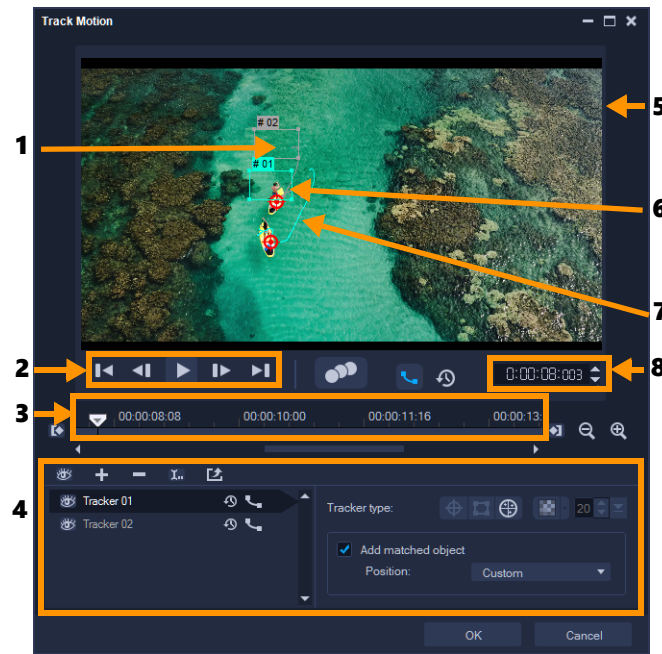 Track Motion
5
# 02
1
# 01
6
7
2
0:00:08:003
8
3
00:00:08:08 00:00:10:00 00:00:11:16 00:00:13:
4
Tracker 01
Tracker type:
20
Tracker 02
Add matched object
Position:
Custom
OK
Cancel